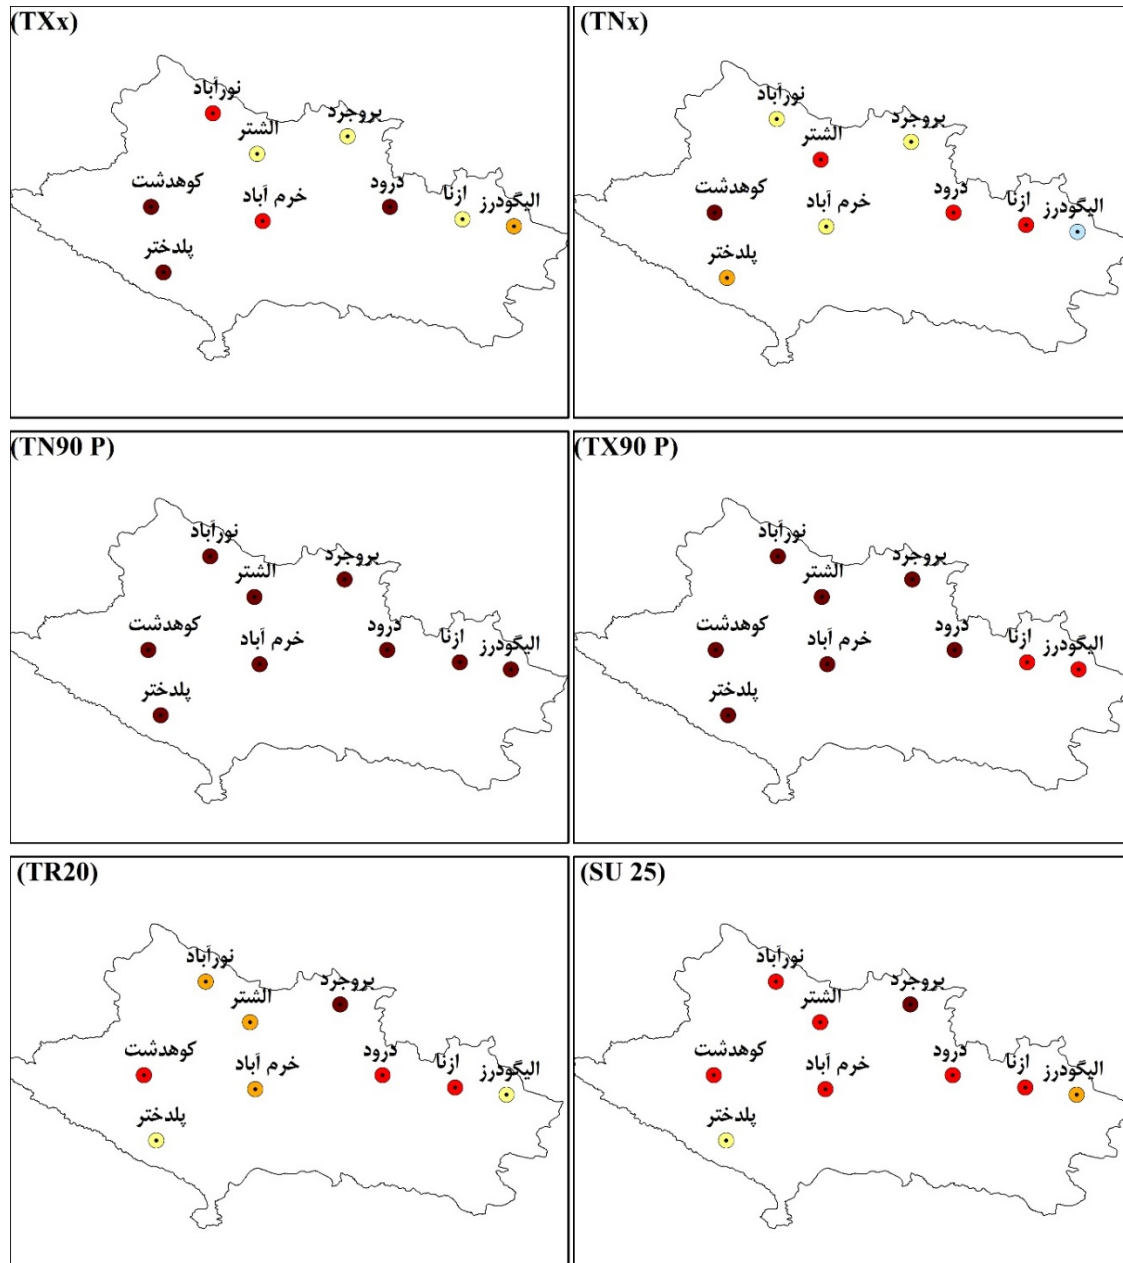 (TXx)
نورآباد
بروجرد
الشتر
کوهدشت
خرم آباد
درود
ازنا
الیگودرز
پلدختر
(TNx)
نورآباد
بروجرد
الشتر
کوهدشت
خرم آباد
درود
ازنا
الیگودرز
پلدختر
(TN90 P)
نورآباد
بروجرد
الشتر
کوهدشت
خرم آباد
درود
ازنا
الیگودرز
پلدختر
(TX90 P)
نورآباد
بروجرد
الشتر
کوهدشت
خرم آباد
درود
ازنا
الیگودرز
پلدختر
(TR20)
نورآباد
بروجرد
الشتر
کوهدشت
خرم آباد
درود
ازنا
الیگودرز
پلدختر
(SU 25)
نورآباد
بروجرد
الشتر
کوهدشت
خرم آباد
درود
ازنا
الیگودرز
پلدختر